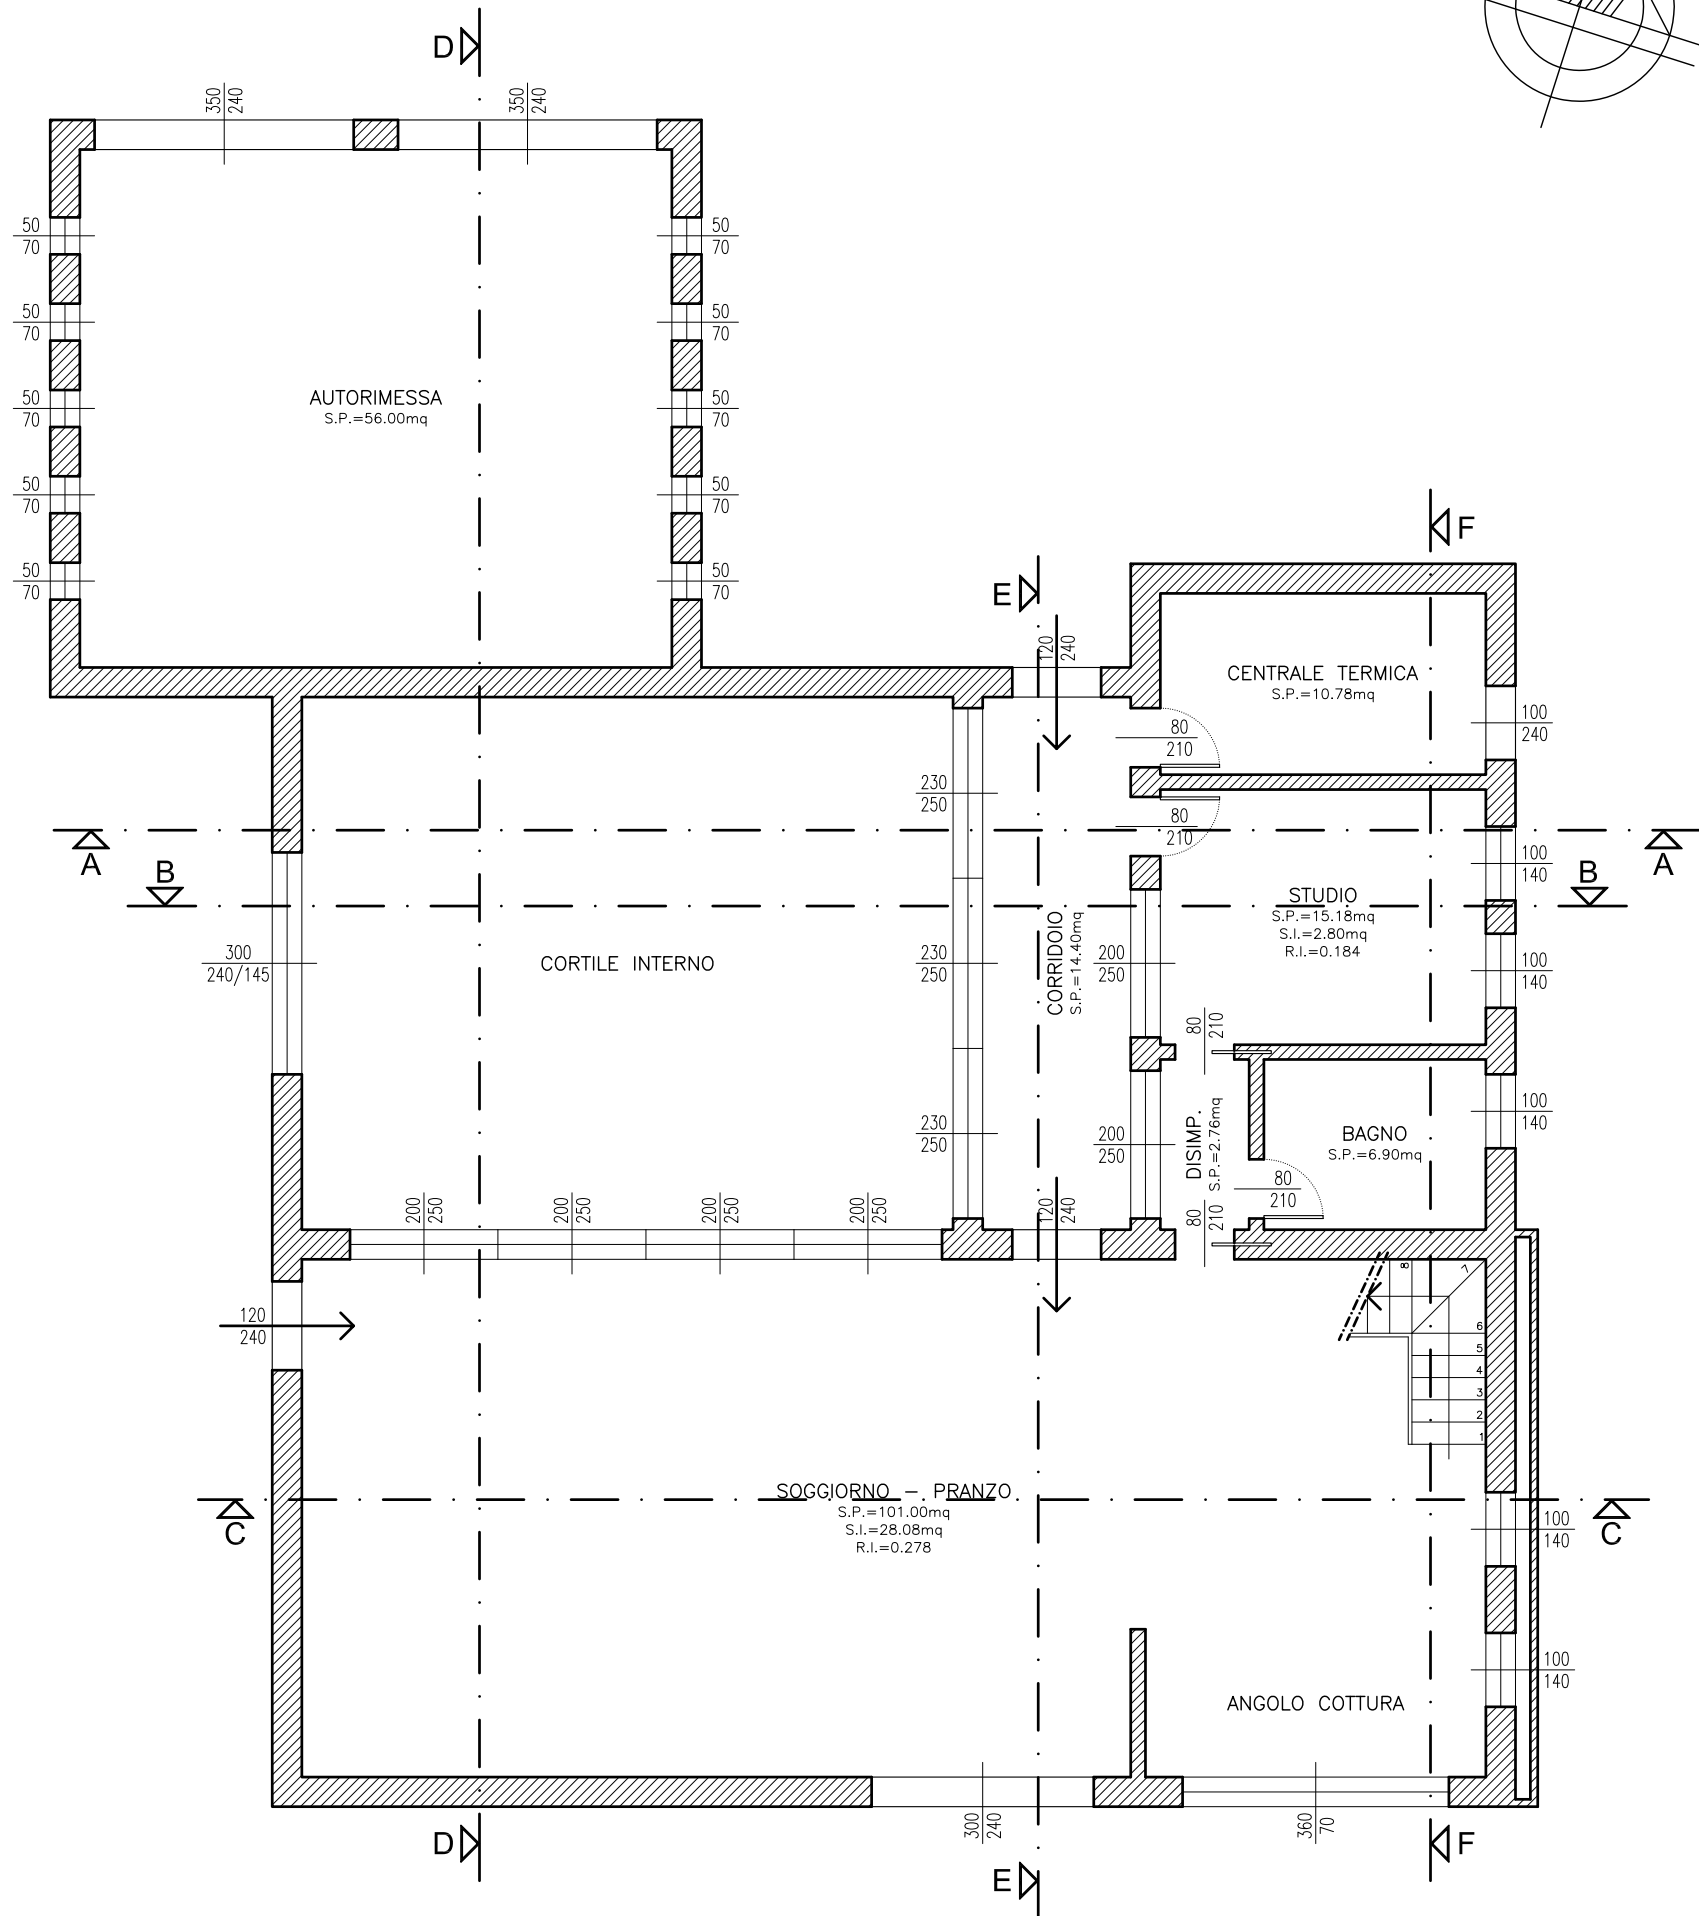 D
350
240
350
240
50
70
50
70
50
70
50
70
50
70
50
70
50
70
50
70
50
70
50
70
AUTORIMESSA
S.P.=56.00mq
F
E
120
240
CENTRALE TERMICA
S.P.=10.78mq
100
240
80
210
80
210
230
250
A
A
B
B
100
140
STUDIO
S.P.=15.18mq
S.I.=2.80mq
R.I.=0.184
300
240/145
CORTILE INTERNO
230
250
CORRIDOIO
S.P.=14.40mq
200
250
100
140
80
210
230
250
200
250
DISIMP.
S.P.=2.76mq
BAGNO
S.P.=6.90mq
100
140
80
210
200
250
200
250
200
250
200
250
120
240
80
210
120
240
8
7
6
5
4
3
2
1
SOGGIORNO - PRANZO
S.P.=101.00mq
S.I.=28.08mq
R.I.=0.278
C
C
100
140
100
140
ANGOLO COTTURA
300
240
360
70
D
F
E